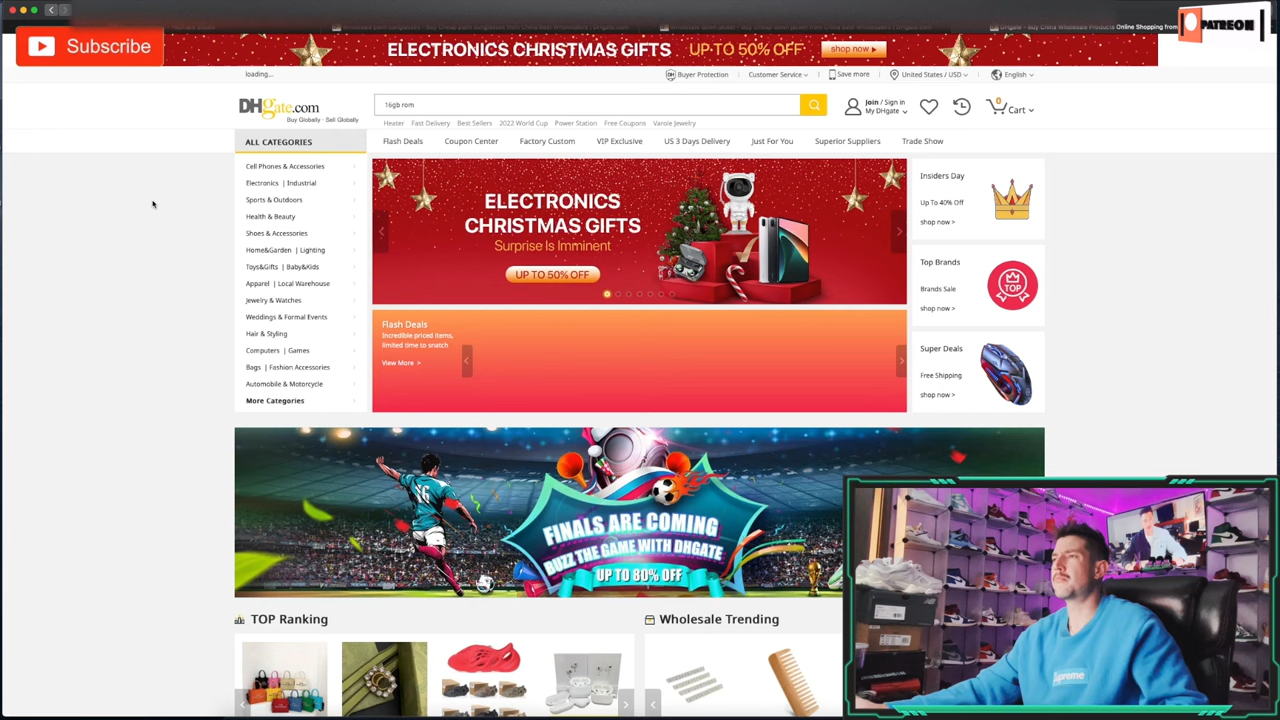 Online Shopping from
PATREON
Subscribe
ELECTRONICS CHRISTMAS GIFTS UP TO 50% OFF shop now
loading...
DH Buyer Protection Customer Service Save more United States / USD English
DHgate.com
Buy Globally · Sell Globally
16gb rom
Join / Sign in
My DHgate
0
Cart
Heater Fast Delivery Best Sellers 2022 World Cup Power Station Free Coupons Varole Jewelry
ALL CATEGORIES
Flash Deals Coupon Center Factory Custom VIP Exclusive US 3 Days Delivery Just For You Superior Suppliers Trade Show
Cell Phones & Accessories
Electronics | Industrial
Sports & Outdoors
Health & Beauty
Shoes & Accessories
Home&Garden | Lighting
Toys&Gifts | Baby&Kids
Apparel | Local Warehouse
Jewelry & Watches
Weddings & Formal Events
Hair & Styling
Computers | Games
Bags | Fashion Accessories
Automobile & Motorcycle
More Categories
ELECTRONICS
CHRISTMAS GIFTS
Surprise Is Imminent
UP TO 50% OFF
Flash Deals
Incredible priced items,
limited time to snatch
View More >
Insiders Day
Up To 40% Off
shop now >
Top Brands
Brands Sale
shop now >
TOP
Super Deals
Free Shipping
shop now >
FINALS ARE COMING
BUZZ THE GAME WITH DHGATE
UP TO 80% OFF
TOP Ranking
Wholesale Trending